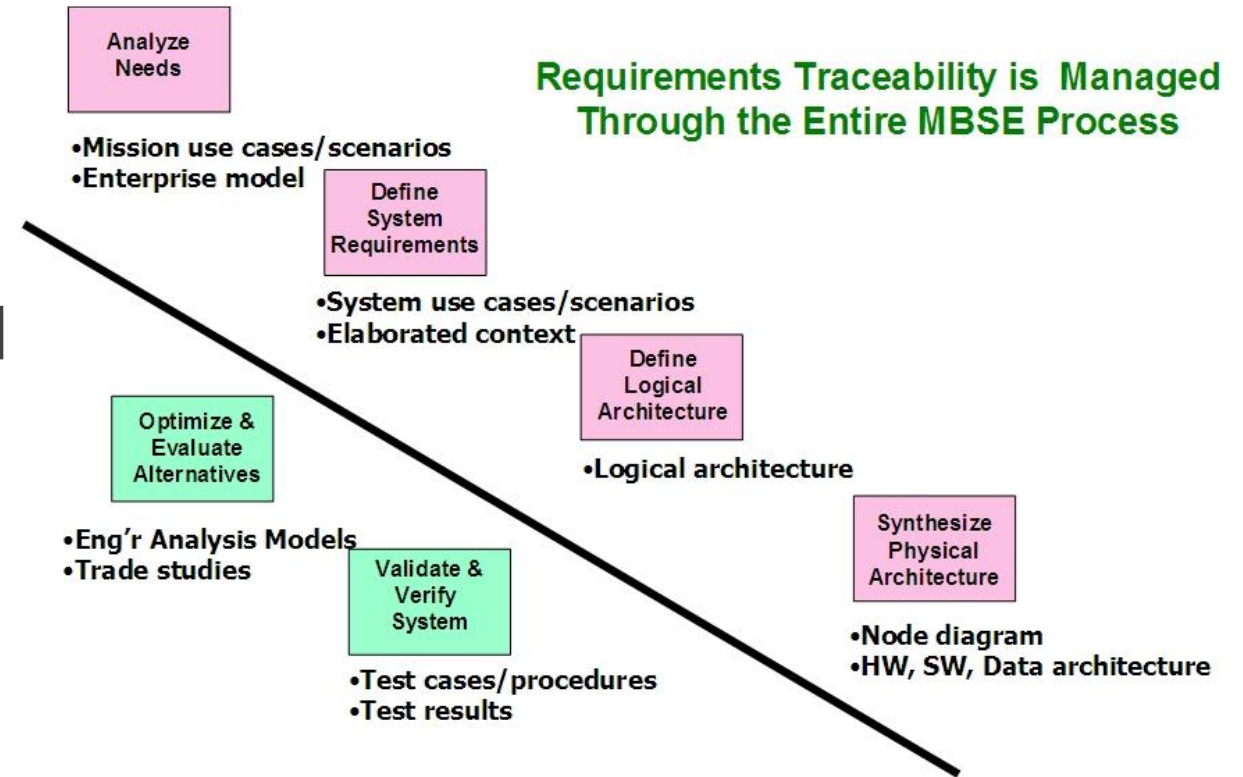 Analyze
Needs
Requirements Traceability is Managed
Through the Entire MBSE Process
•Mission use cases/scenarios
•Enterprise model
Define
System
Requirements
•System use cases/scenarios
•Elaborated context
Define
Logical
Architecture
•Logical architecture
Optimize &
Evaluate
Alternatives
•Eng’r Analysis Models
•Trade studies
Synthesize
Physical
Architecture
•Node diagram
•HW, SW, Data architecture
Validate &
Verify
System
•Test cases/procedures
•Test results